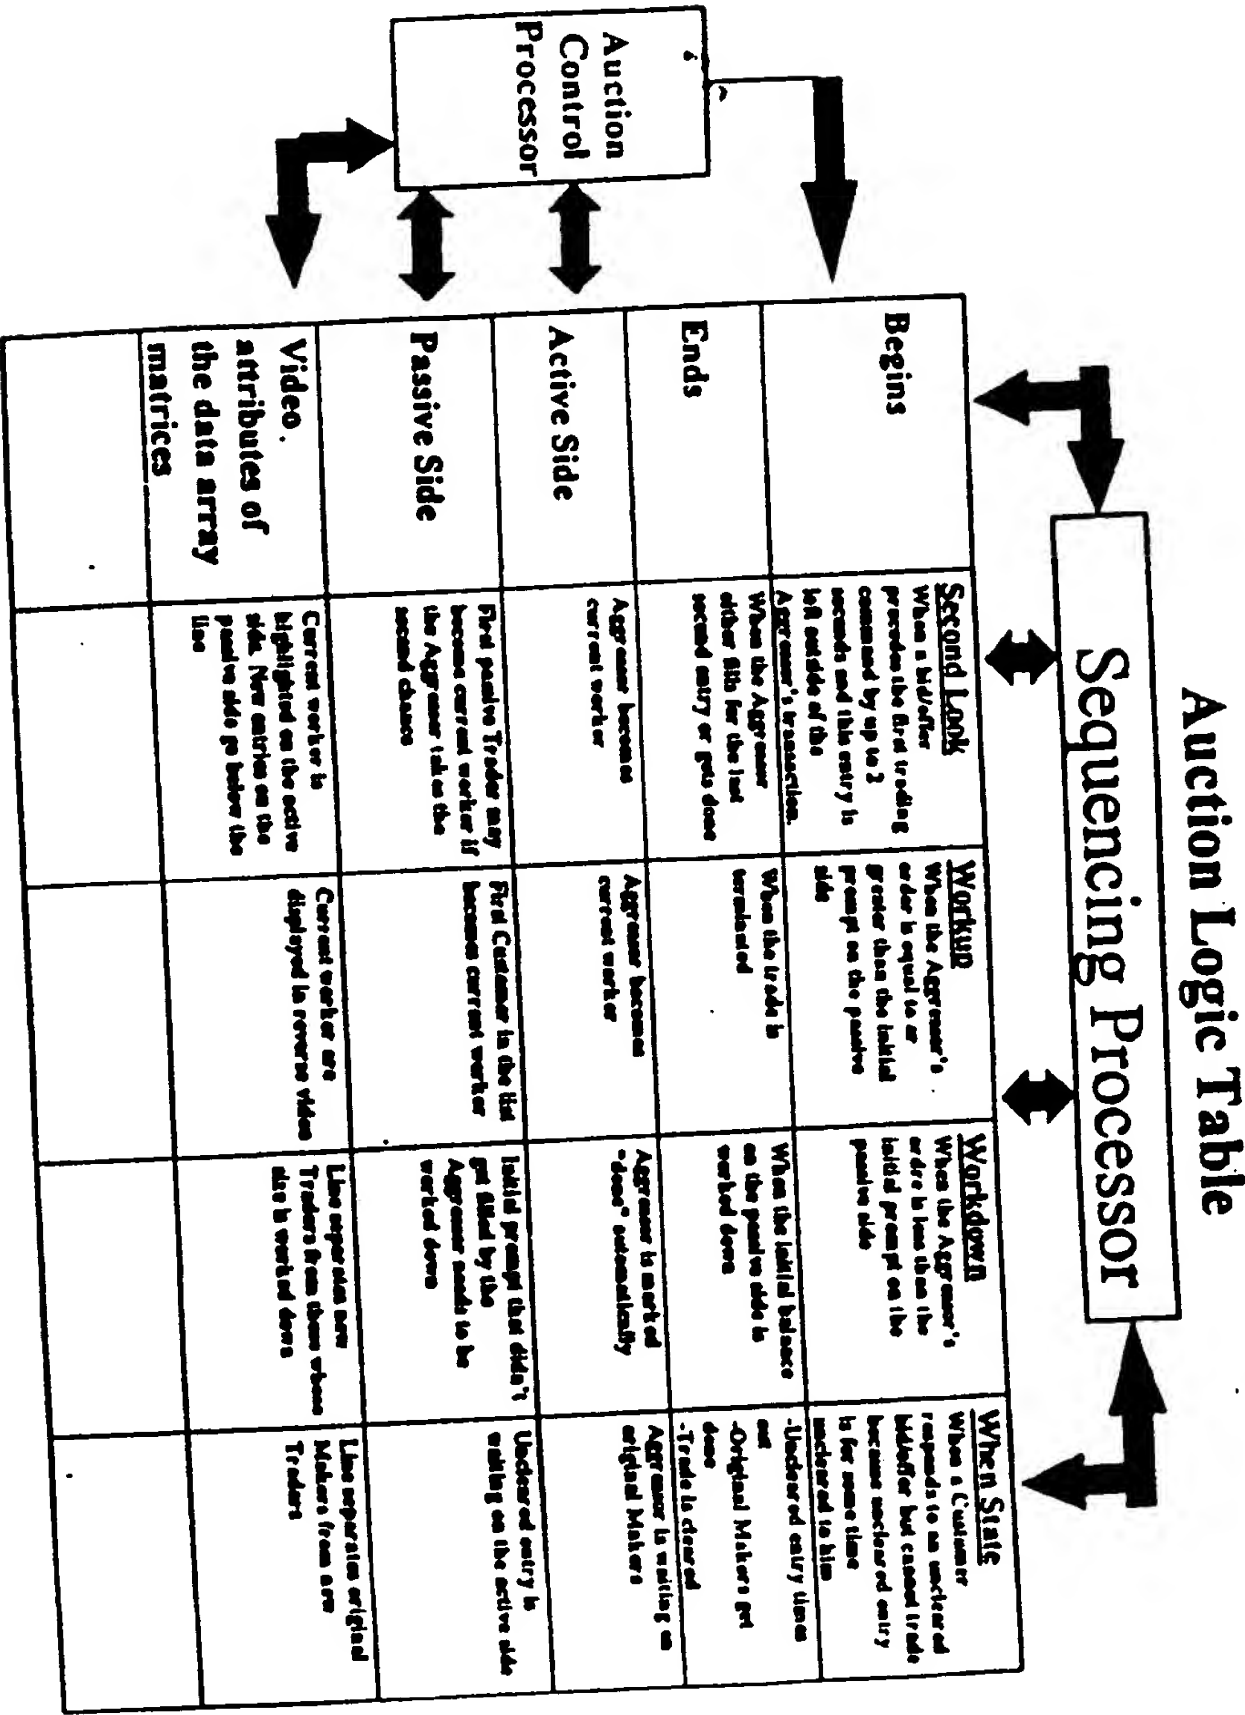 Auction Logic Table
Sequencing Processor
Auction
Control
Processor
Begins
Second Look
When a bid/offer
precedes the first trading
command by up to 2
seconds and this entry is
left outside of the
Aggressor's transaction.
Workup
When the Aggressor's
order is equal to or
greater than the initial
prompt on the passive
side
Workdown
When the Aggressor's
ordre is less than the
initial prompt on the
passive side
When State
When a Customer
responds to an uncleared
bid/offer but cannot trade
because uncleared entry
is for some time
uncleared to him
Ends
When the Aggressor
either fills for the last
second entry or gets done
When the trade is
terminated
When the initial balance
on the passive side is
worked down
-Uncleared entry times
out
-Original Makers get
done
-Trade is cleared
Active Side
Aggressor becomes
current worker
Aggressor becomes
current worker
Aggressor is marked
"done" automatically
Aggressor is waiting on
original Makers
Passive Side
First passive Trader may
become current worker if
the Aggressor takes the
second chance
First Customer in the list
becomes current worker
Initial prompt that didn't
get filled by the
Aggressor needs to be
worked down
Uncleared entry is
waiting on the active side
Video.
attributes of
the data array
matrices
Current worker is
highlighted on the active
side. New entries on the
passive side go below the
line
Current worker are
displayed in reverse video
Line separates new
Traders from those whose
size is worked down
Line separates original
Makers from new
Traders